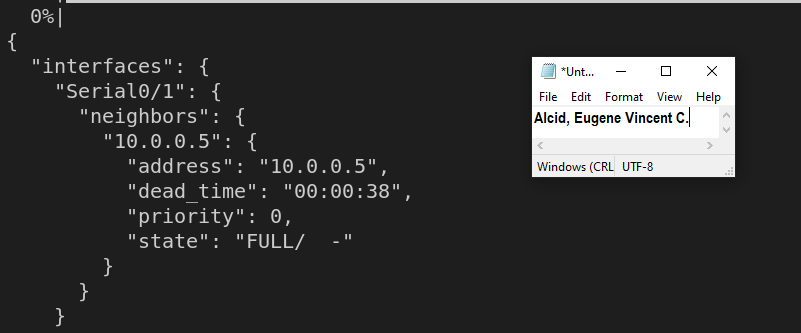 0%|
{
  "interfaces": {
    "Serial0/1": {
      "neighbors": {
        "10.0.0.5": {
          "address": "10.0.0.5",
          "dead_time": "00:00:38",
          "priority": 0,
          "state": "FULL/  -"
        }
      }
    }
*Unt...
File Edit Format View Help
Alcid, Eugene Vincent C.
Windows (CRL UTF-8